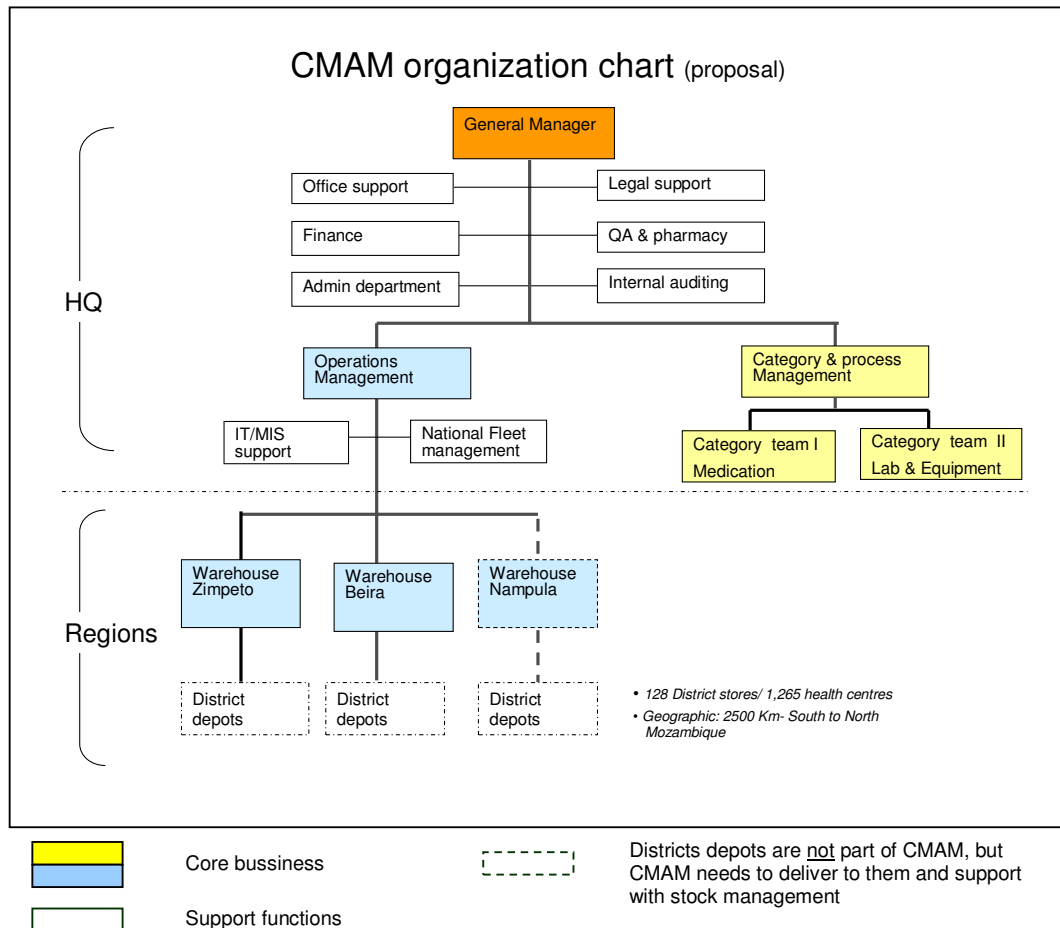 CMAM organization chart (proposal)
General Manager
Office support
Legal support
Finance
QA & pharmacy
Admin department
Internal auditing
HQ
Operations
Management
Category & process
Management
IT/MIS
support
National Fleet
management
Category team I
Medication
Category team II
Lab & Equipment
Regions
Warehouse
Zimpeto
Warehouse
Beira
Warehouse
Nampula
District
depots
District
depots
District
depots
• 128 District stores/ 1,265 health centres
• Geographic: 2500 Km- South to North
Mozambique
Core bussiness
Support functions
Districts depots are not part of CMAM, but
CMAM needs to deliver to them and support
with stock management